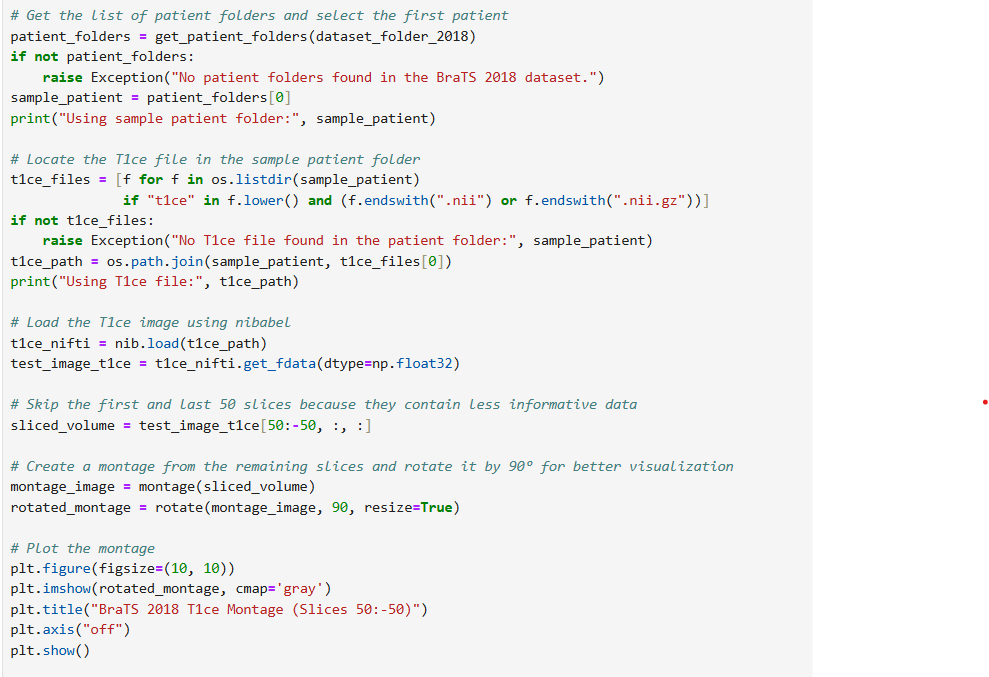 # Get the list of patient folders and select the first patient
patient_folders = get_patient_folders(dataset_folder_2018)
if not patient_folders:
    raise Exception("No patient folders found in the BraTS 2018 dataset.")
sample_patient = patient_folders[0]
print("Using sample patient folder:", sample_patient)

# Locate the T1ce file in the sample patient folder
t1ce_files = [f for f in os.listdir(sample_patient)
              if "t1ce" in f.lower() and (f.endswith(".nii") or f.endswith(".nii.gz"))]
if not t1ce_files:
    raise Exception("No T1ce file found in the patient folder:", sample_patient)
t1ce_path = os.path.join(sample_patient, t1ce_files[0])
print("Using T1ce file:", t1ce_path)

# Load the T1ce image using nibabel
t1ce_nifti = nib.load(t1ce_path)
test_image_t1ce = t1ce_nifti.get_fdata(dtype=np.float32)

# Skip the first and last 50 slices because they contain less informative data
sliced_volume = test_image_t1ce[50:-50, :, :]

# Create a montage from the remaining slices and rotate it by 90° for better visualization
montage_image = montage(sliced_volume)
rotated_montage = rotate(montage_image, 90, resize=True)

# Plot the montage
plt.figure(figsize=(10, 10))
plt.imshow(rotated_montage, cmap='gray')
plt.title("BraTS 2018 T1ce Montage (Slices 50:-50)")
plt.axis("off")
plt.show()